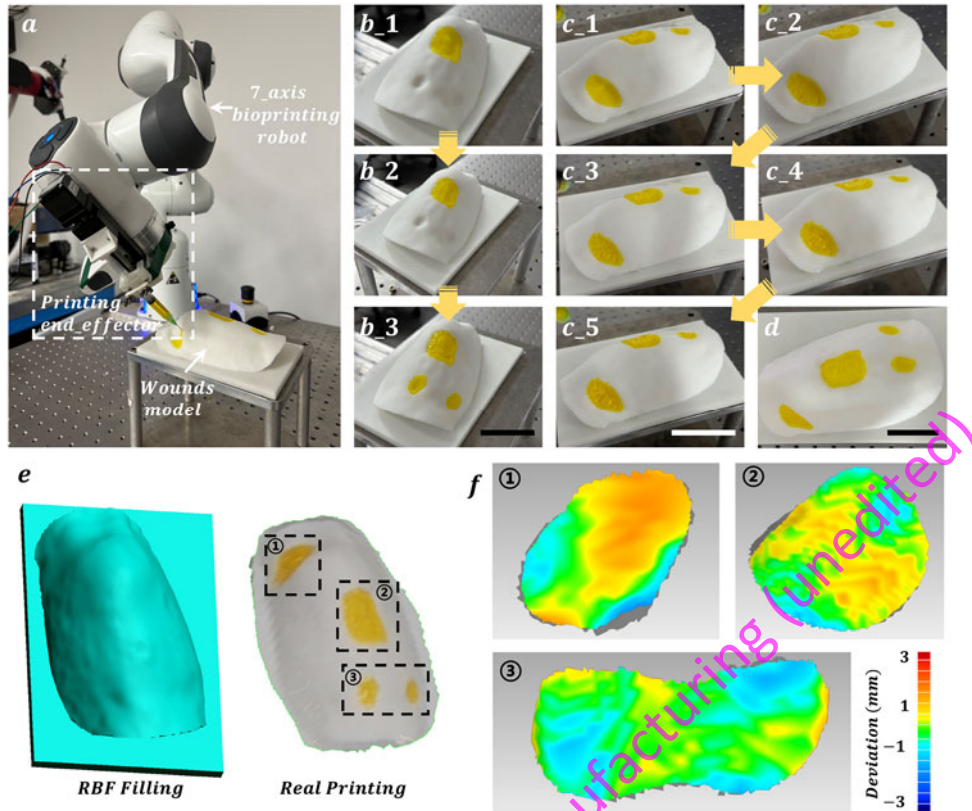 a
7_axis
bioprinting
robot
Printing
end_effector
Wounds
model
b_1
b_2
b_3
c_1
c_2
c_3
c_4
c_5
d
e
①
②
③
RBF Filling
Real Printing
f
①
②
③
Deviation (mm)
3
1
−1
−3
ufacturing (unedited)